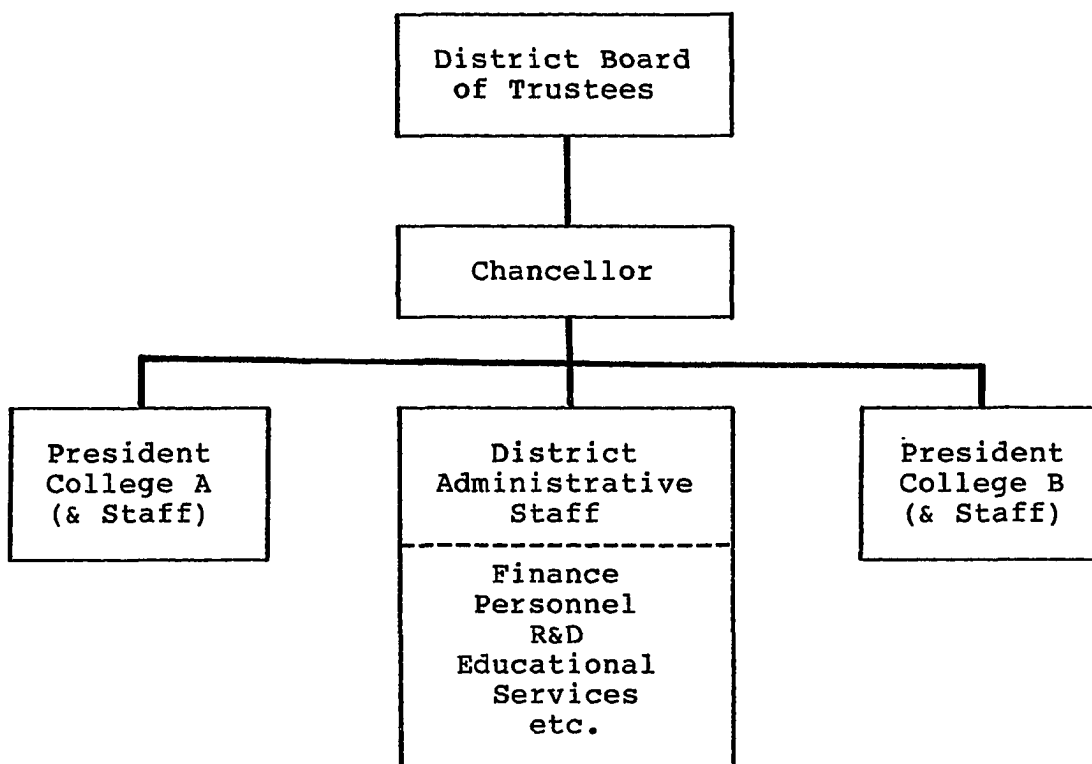 District Board
of Trustees
Chancellor
President
College A
(& Staff)
District
Administrative
Staff
Finance
Personnel
R&D
Educational
Services
etc.
President
College B
(& Staff)